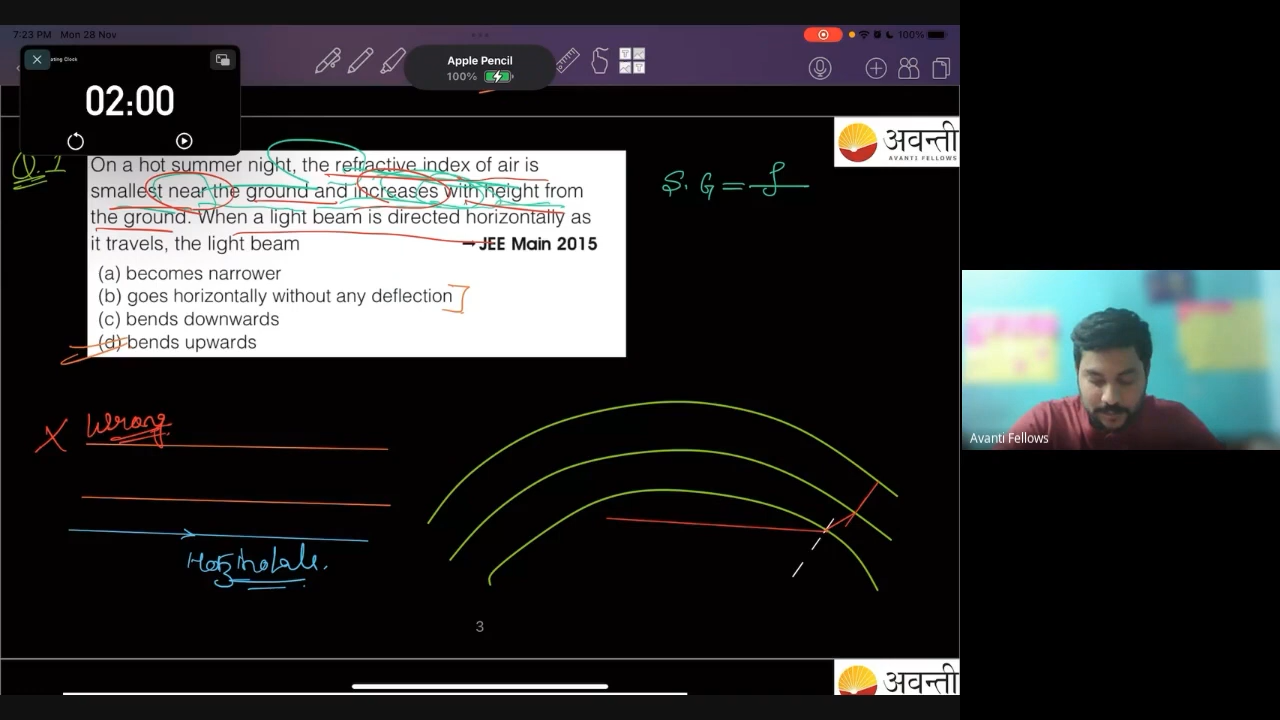 7:23 PM Mon 28 Nov
100%
ating Clock
Apple Pencil
100%
02:00
अवन्ती
AVANTI FELLOWS
Q.1
On a hot summer night, the refractive index of air is
smallest near the ground and increases with height from
the ground. When a light beam is directed horizontally as
it travels, the light beam
→ JEE Main 2015
(a) becomes narrower
(b) goes horizontally without any deflection
(c) bends downwards
(d) bends upwards
S.G = ρ
X Wrong
Avanti Fellows
3
अवन्ती